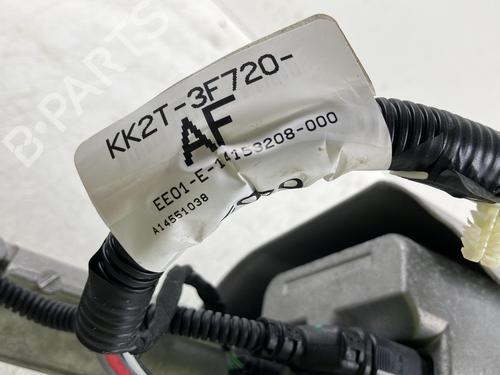 B-PARTS
KK2T-3F720-
AF
EE01-E-14153208-000
A14551038